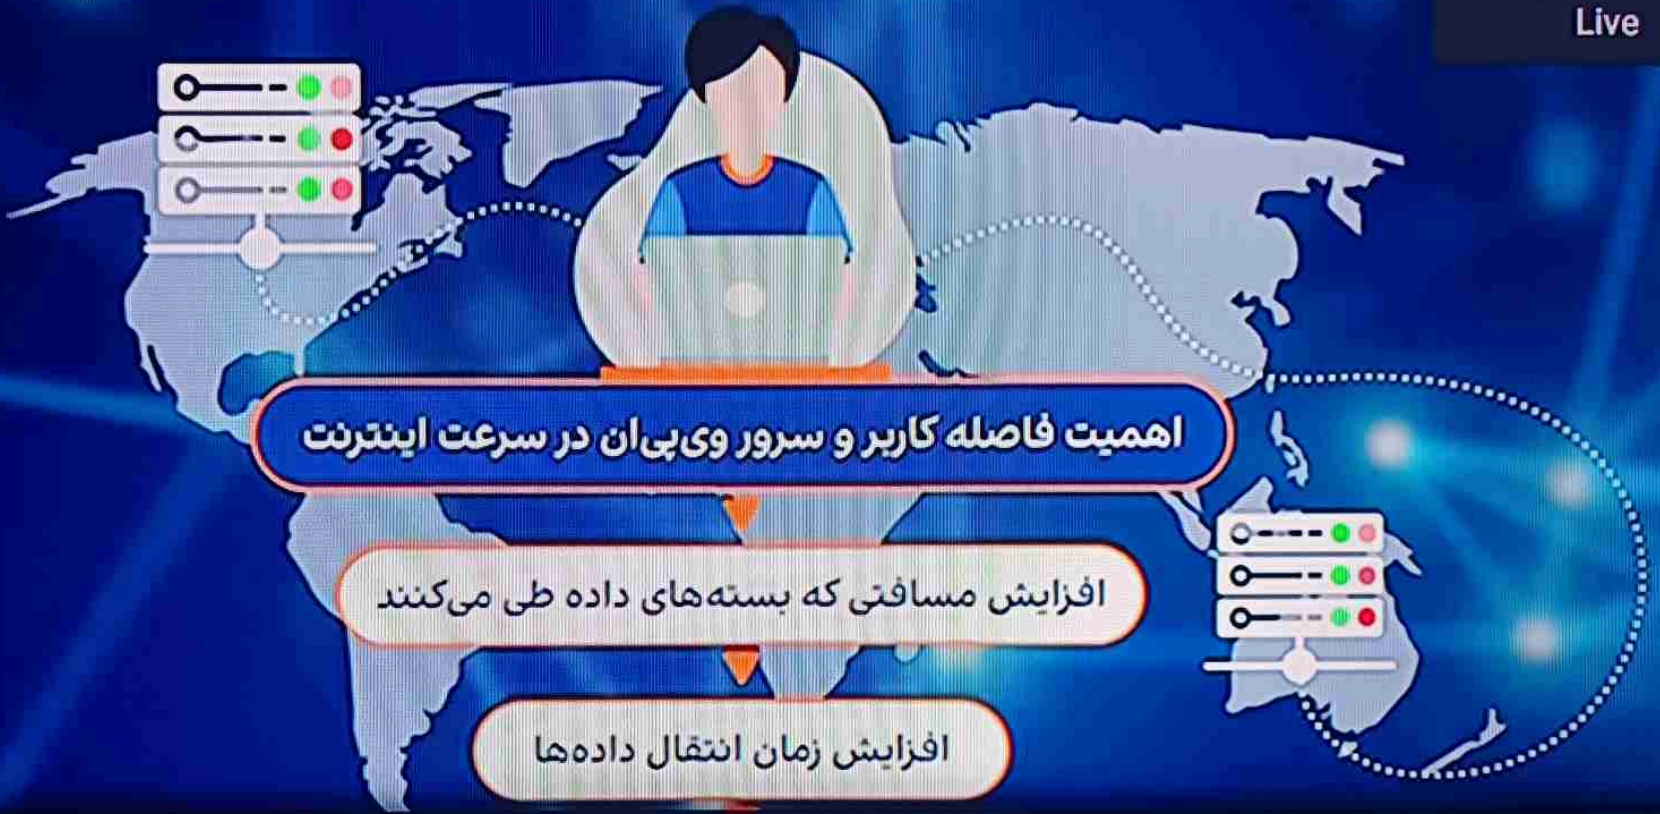 Live
اهمیت فاصله کاربر و سرور وی‌پی‌ان در سرعت اینترنت
افزایش مسافتی که بسته‌های داده طی می‌کنند
افزایش زمان انتقال داده‌ها